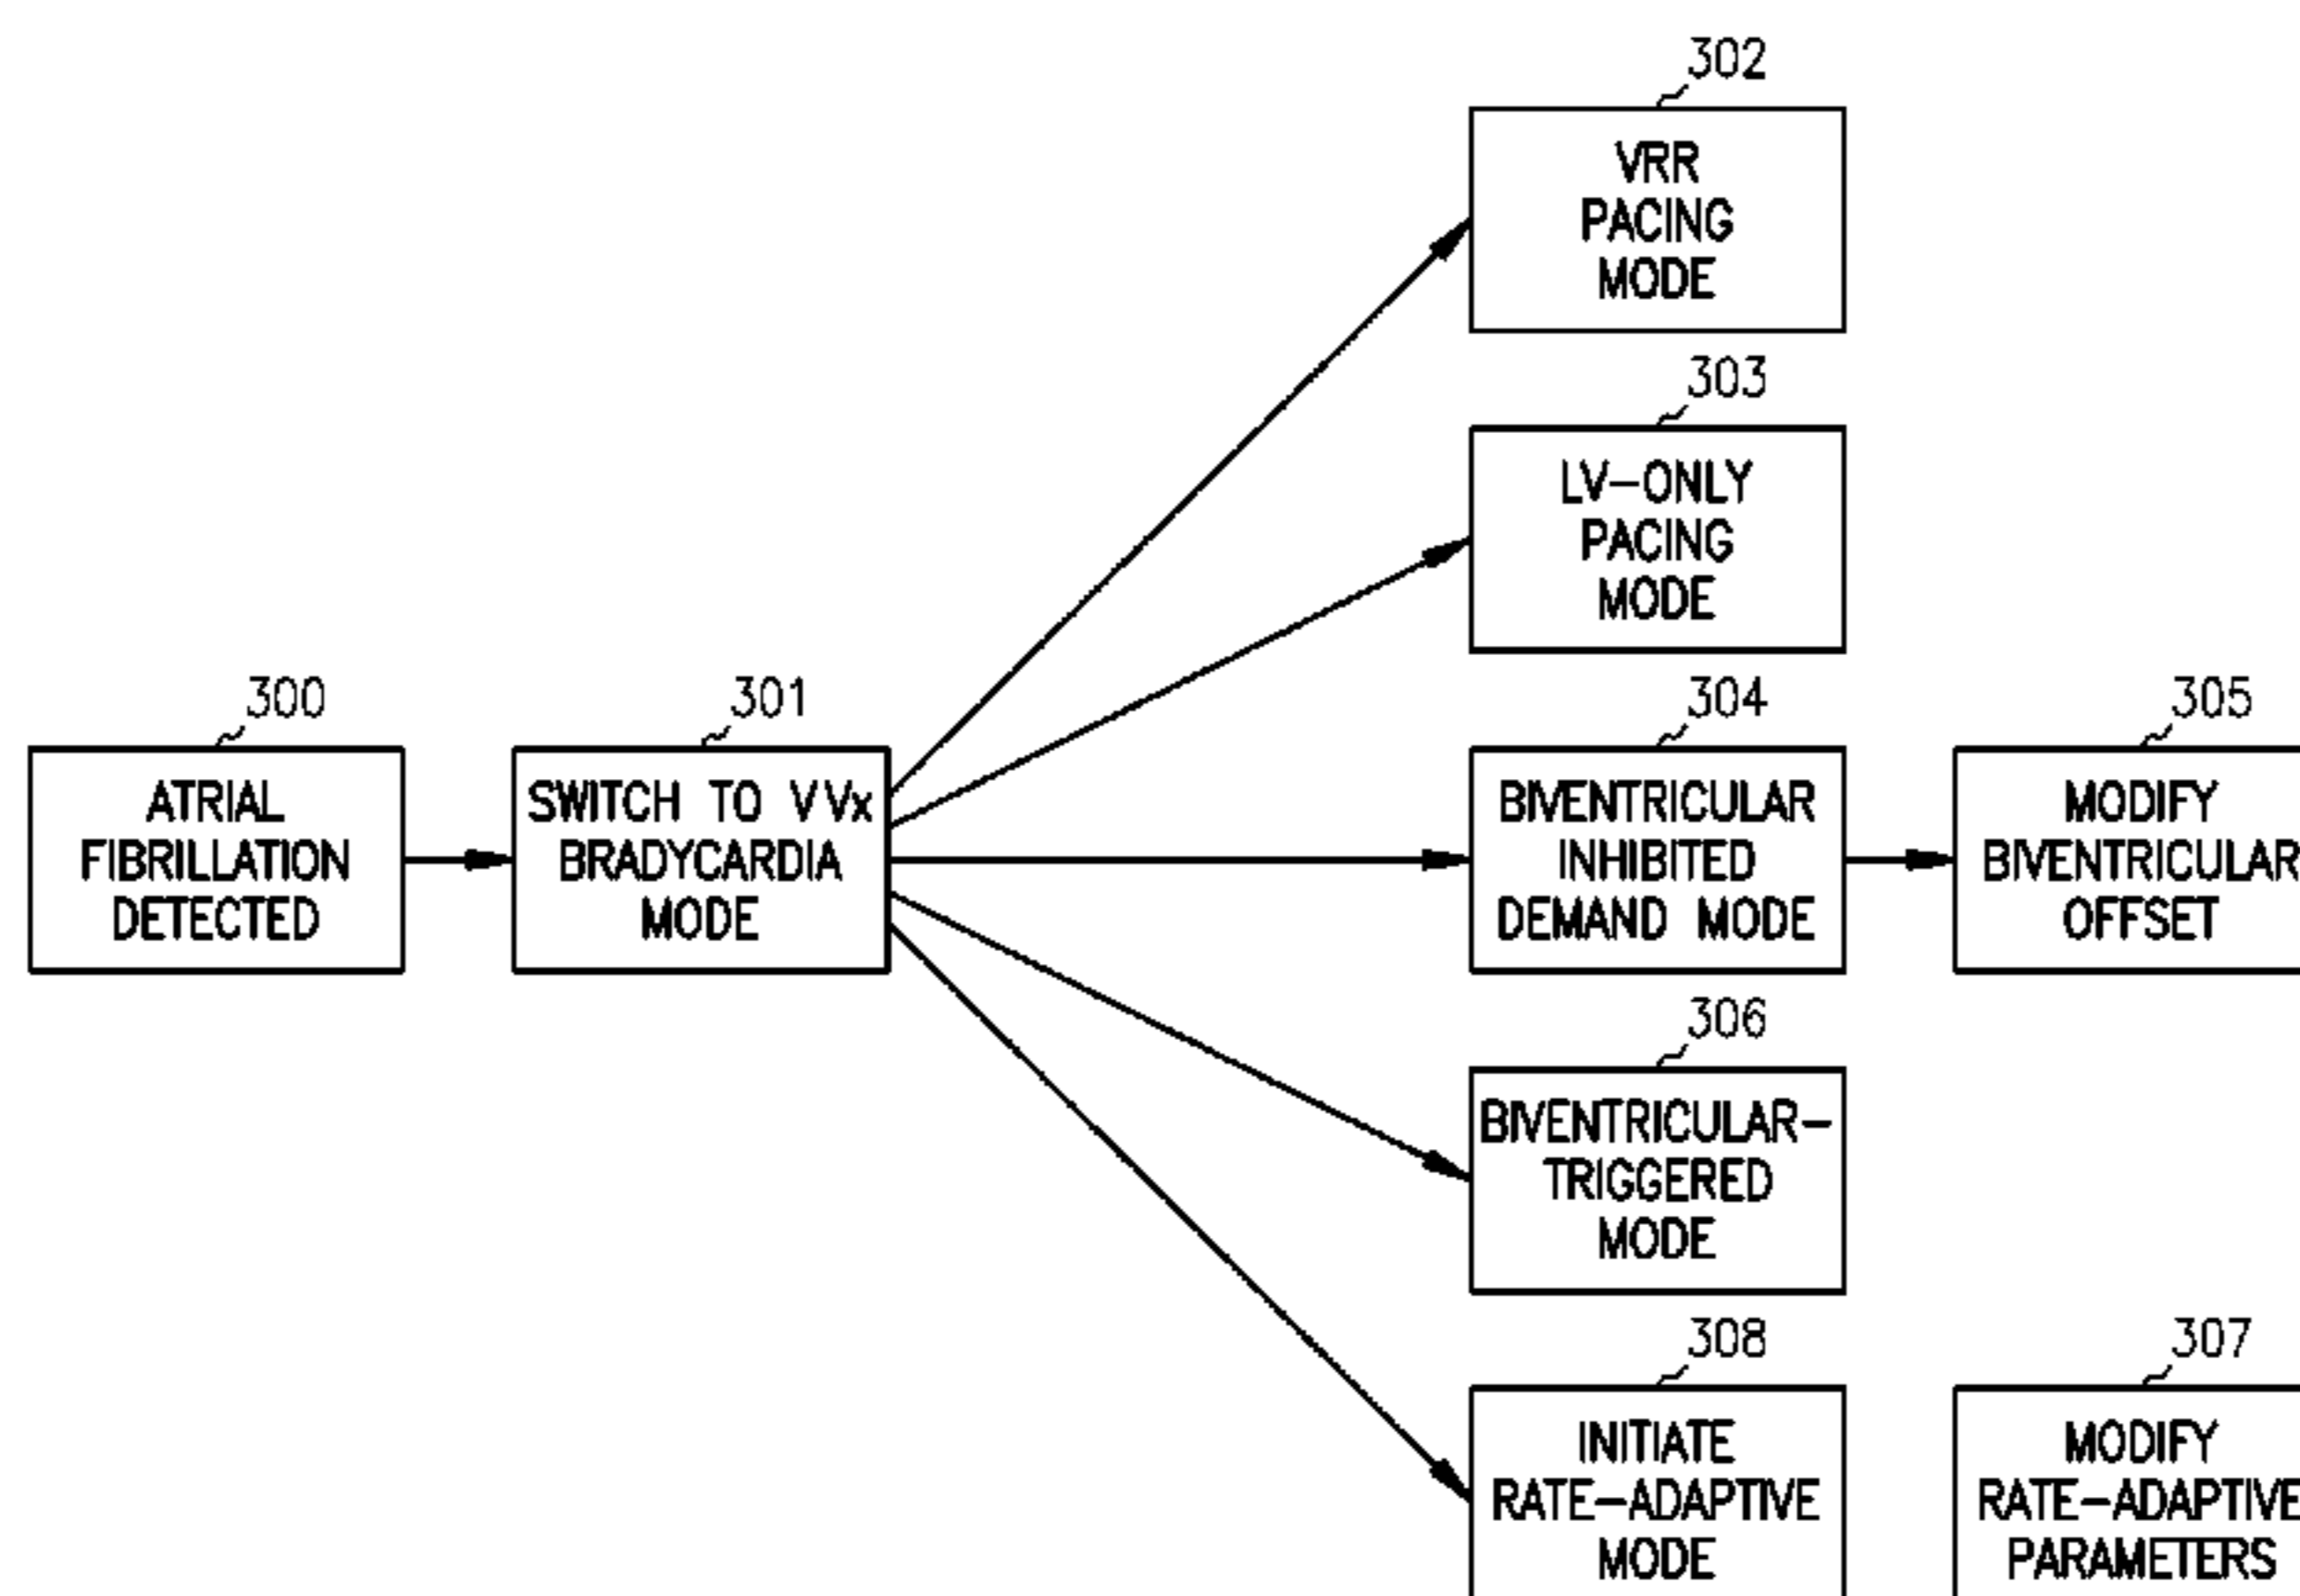 302
VRR
PACING
MODE
303
LV-ONLY
PACING
MODE
300
ATRIAL
FIBRILLATION
DETECTED
301
SWITCH TO VVx
BRADYCARDIA
MODE
304
BIVENTRICULAR
INHIBITED
DEMAND MODE
305
MODIFY
BIVENTRICULAR
OFFSET
306
BIVENTRICULAR-
TRIGGERED
MODE
308
INITIATE
RATE-ADAPTIVE
MODE
307
MODIFY
RATE-ADAPTIVE
PARAMETERS